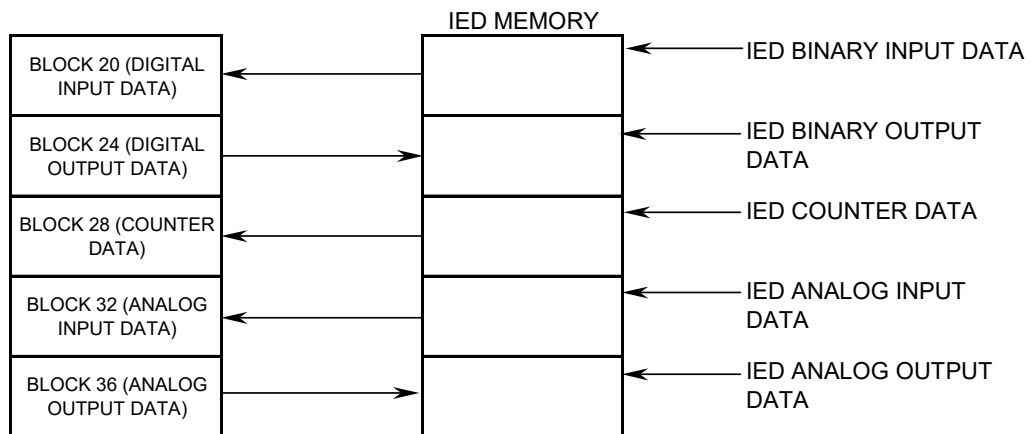 IED MEMORY
BLOCK 20 (DIGITAL
INPUT DATA)
IED BINARY INPUT DATA
BLOCK 24 (DIGITAL
OUTPUT DATA)
IED BINARY OUTPUT
DATA
BLOCK 28 (COUNTER
DATA)
IED COUNTER DATA
BLOCK 32 (ANALOG
INPUT DATA)
IED ANALOG INPUT
DATA
BLOCK 36 (ANALOG
OUTPUT DATA)
IED ANALOG OUTPUT
DATA